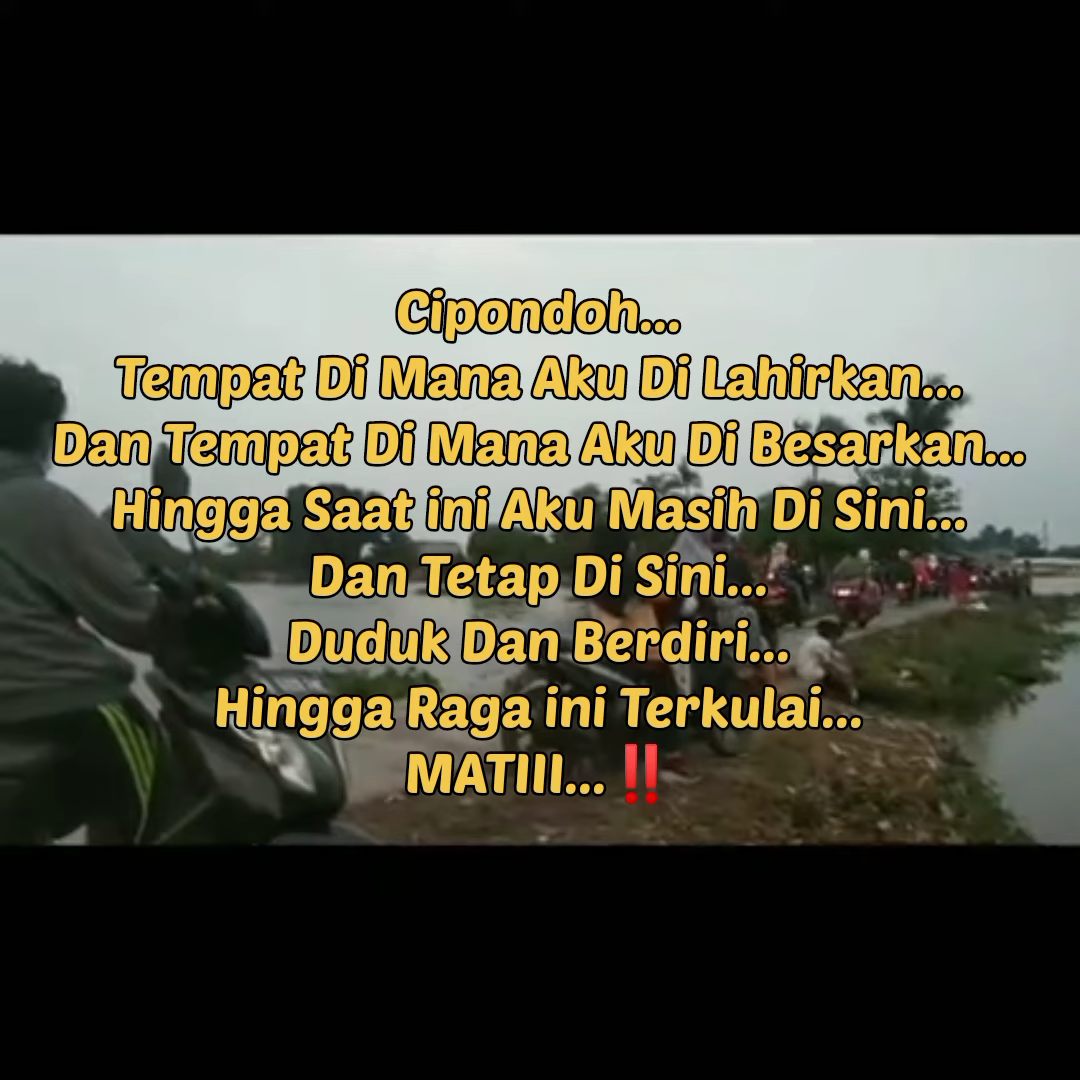 Cipondoh...
Tempat Di Mana Aku Di Lahirkan...
Dan Tempat Di Mana Aku Di Besarkan...
Hingga Saat ini Aku Masih Di Sini...
Dan Tetap Di Sini...
Duduk Dan Berdiri...
Hingga Raga ini Terkulai...
MATIII... ‼️